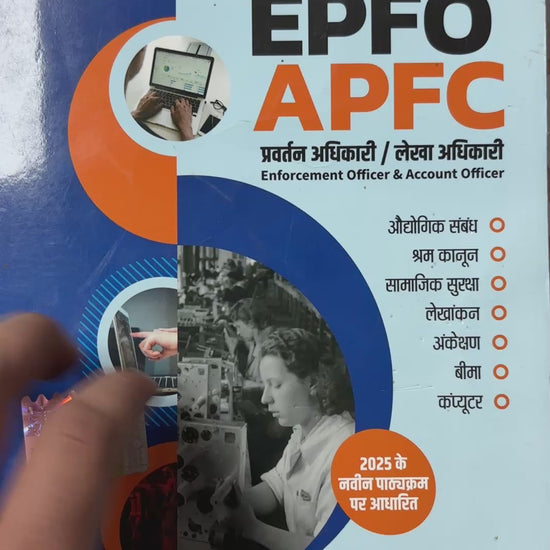 EPFO
APFC
प्रवर्तन अधिकारी / लेखा अधिकारी
Enforcement Officer & Account Officer
औद्योगिक संबंध
श्रम कानून
सामाजिक सुरक्षा
लेखांकन
अंकेक्षण
बीमा
कंप्यूटर
2025 के
नवीन पाठ्यक्रम
पर आधारित